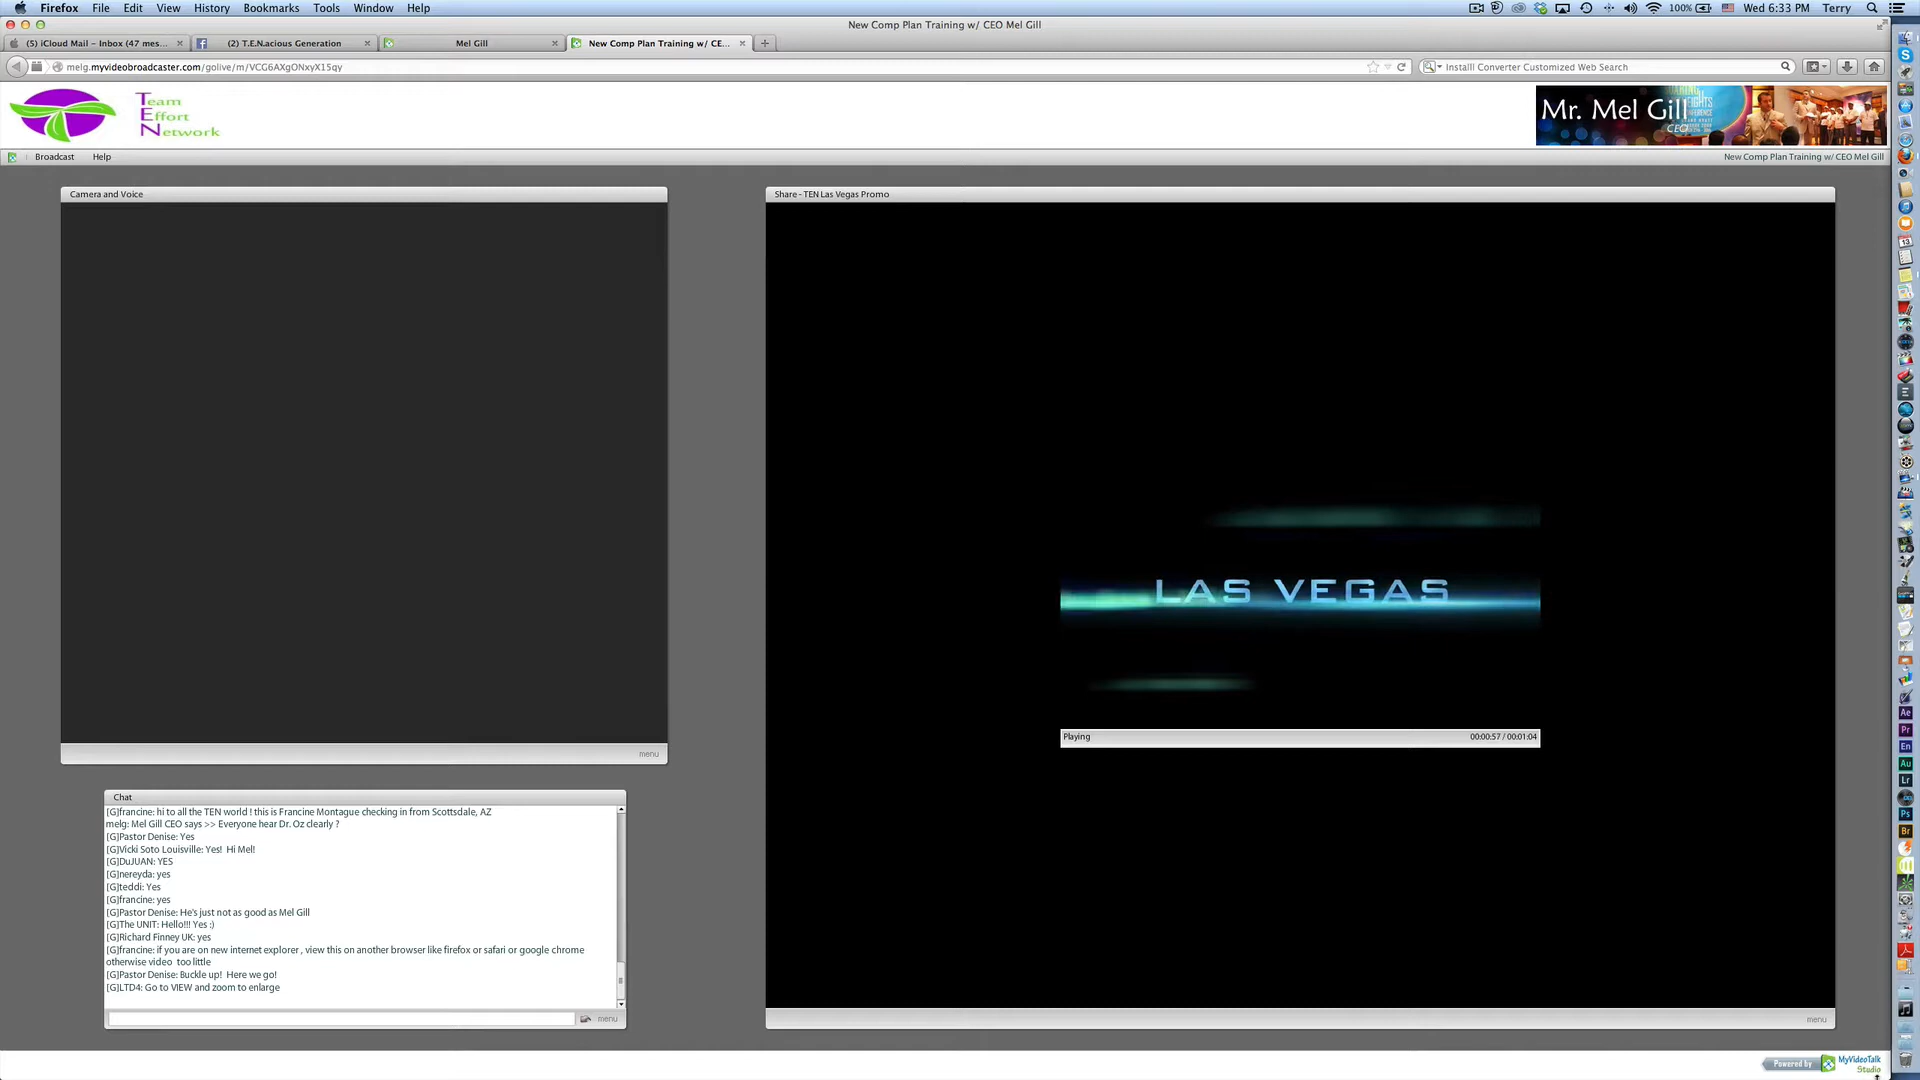 Firefox File Edit View History Bookmarks Tools Window Help 100% Wed 6:33 PM Terry
New Comp Plan Training w/ CEO Mel Gill
(5) iCloud Mail – Inbox (47 mes... (2) T.E.N.acious Generation Mel Gill New Comp Plan Training w/ CE...
melg.myvideobroadcaster.com/golive/m/VCG6AXgONxyX15qy Installl Converter Customized Web Search
Team
Effort
Network
Mr. Mel Gill
CEO
Broadcast Help New Comp Plan Training w/ CEO Mel Gill
Camera and Voice
menu
Share - TEN Las Vegas Promo
LAS VEGAS
Playing 00:00:57 / 00:01:04
menu
Chat
[G]francine: hi to all the TEN world ! this is Francine Montague checking in from Scottsdale, AZ
melg: Mel Gill CEO says >> Everyone hear Dr. Oz clearly ?
[G]Pastor Denise: Yes
[G]Vicki Soto Louisville: Yes! Hi Mel!
[G]DuJUAN: YES
[G]nereyda: yes
[G]teddi: Yes
[G]francine: yes
[G]Pastor Denise: He's just not as good as Mel Gill
[G]The UNIT: Hello!!! Yes :)
[G]Richard Finney UK: yes
[G]francine: if you are on new internet explorer , view this on another browser like firefox or safari or google chrome
otherwise video too little
[G]Pastor Denise: Buckle up! Here we go!
[G]LTD4: Go to VIEW and zoom to enlarge
menu
Powered by MyVideoTalk
Studio
13
Ae
Pr
En
Au
Lr
Ps
Br